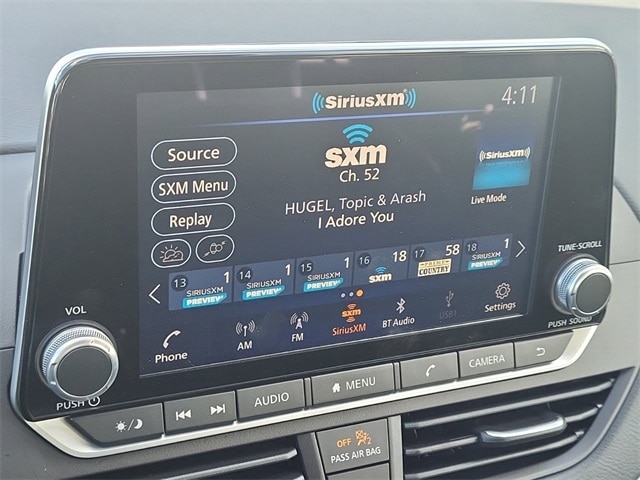 SiriusXM
4:11
sxm
Ch. 52
Source
SXM Menu
Replay
HUGEL, Topic & Arash
I Adore You
SiriusXM
Live Mode
13 1
SIRIUSXM
PREVIEW
14 1
SIRIUSXM
PREVIEW
15 1
SIRIUSXM
PREVIEW
16 18
sxm
17 58
PRIME
COUNTRY
18 1
SIRIUSXM
PREVIEW
Phone
AM
FM
sxm
SiriusXM
BT Audio
USB1
Settings
VOL
PUSH
TUNE·SCROLL
PUSH SOUND
AUDIO
MENU
CAMERA
OFF
2
PASS AIR BAG